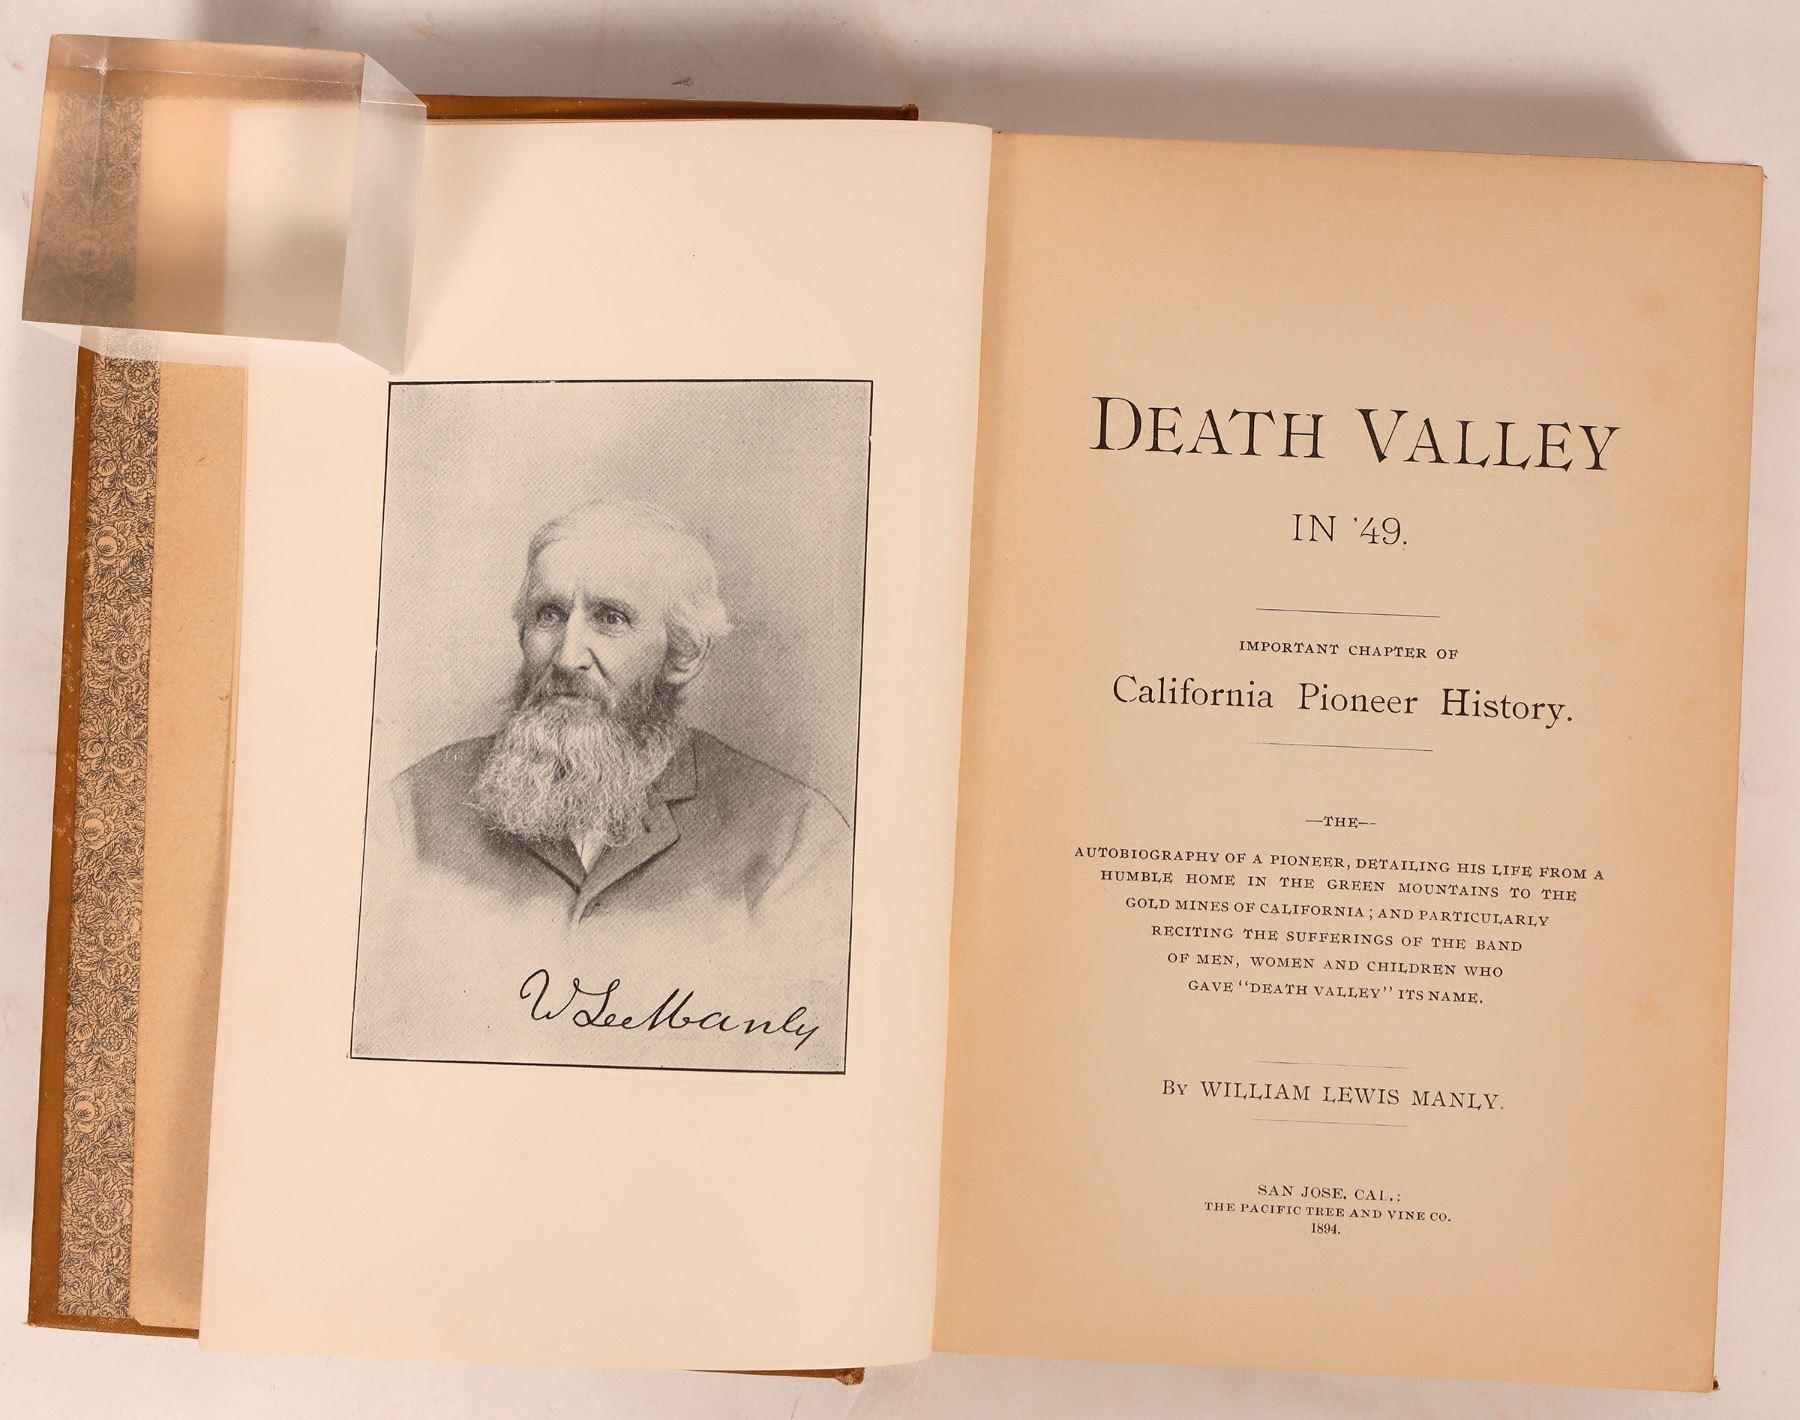 W Lee Manly
DEATH VALLEY
IN '49.
IMPORTANT CHAPTER OF
California Pioneer History.
—THE—
AUTOBIOGRAPHY OF A PIONEER, DETAILING HIS LIFE FROM A
HUMBLE HOME IN THE GREEN MOUNTAINS TO THE
GOLD MINES OF CALIFORNIA; AND PARTICULARLY
RECITING THE SUFFERINGS OF THE BAND
OF MEN, WOMEN AND CHILDREN WHO
GAVE "DEATH VALLEY" ITS NAME.
BY WILLIAM LEWIS MANLY.
SAN JOSE, CAL.:
THE PACIFIC TREE AND VINE CO.
1894.